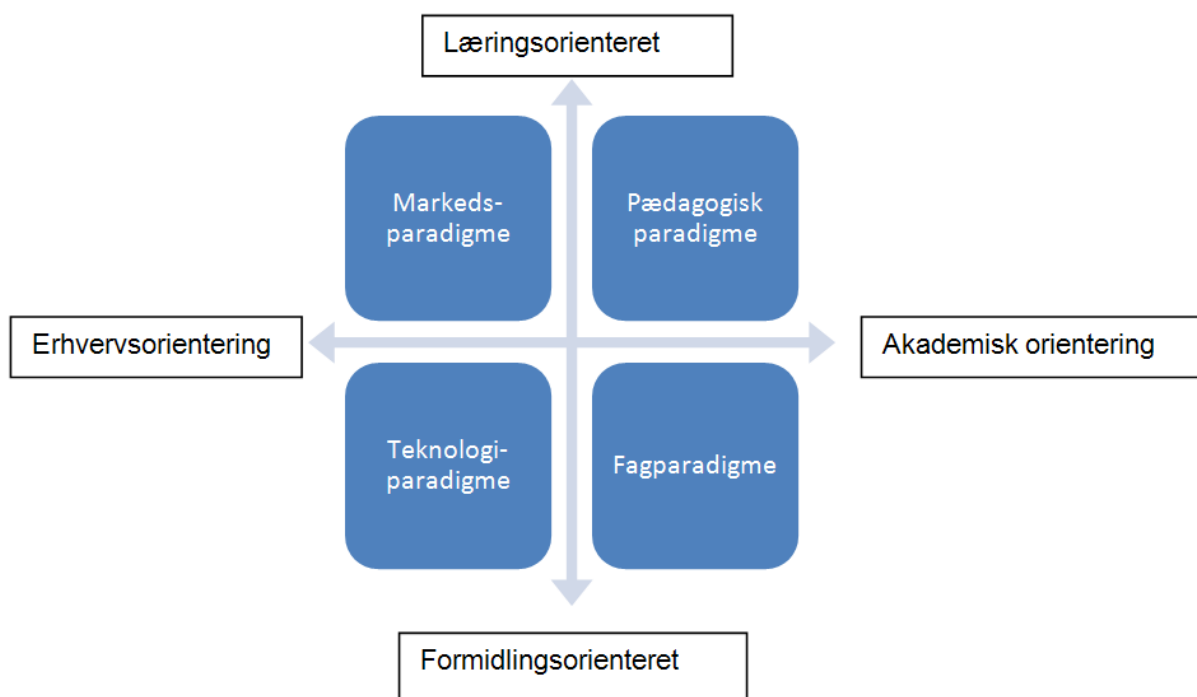 Læringsorienteret
Markeds-
paradigme
Pædagogisk
paradigme
Erhvervsorientering
Akademisk orientering
Teknologi-
paradigme
Fagparadigme
Formidlingsorienteret